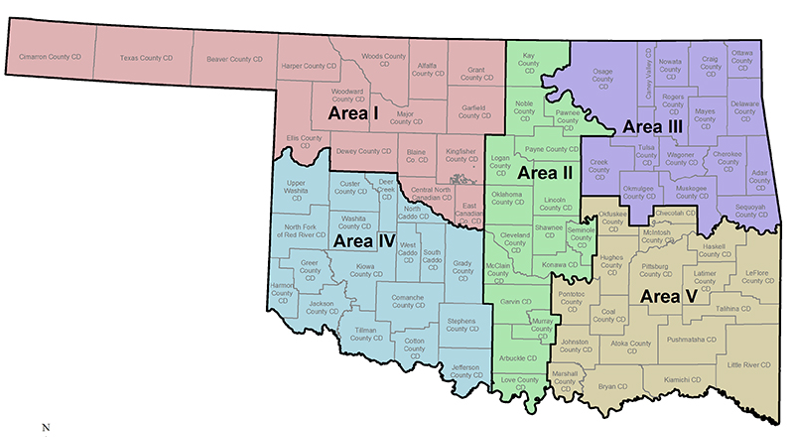 Cimarron County CD
Texas County CD
Beaver County CD
Harper County CD
Woods County
CD
Alfalfa
County
CD
Grant
County
CD
Woodward
County CD
Major
County CD
Garfield
County
CD
Ellis County
CD
Dewey County CD
Blaine
Co. CD
Kingfisher
County
CD
Central North
Canadian CD
East
Canadian
Co. CD
Area I
Kay
County
CD
Noble
County
CD
Pawnee
County
CD
Payne County CD
Logan
County
CD
Area II
Oklahoma
County CD
Lincoln
County CD
Cleveland
County
CD
Shawnee
CD
Seminole
County
CD
McClain
County CD
Konawa CD
Garvin CD
Murray
County
CD
Arbuckle CD
Love County
CD
Osage
County
CD
Caney Valley CD
Nowata
County
CD
Craig
County
CD
Ottawa
County
CD
Rogers
County
CD
Mayes
County
CD
Delaware
County
CD
Area III
Creek
County
CD
Tulsa
County
CD
Wagoner
County CD
Cherokee
County
CD
Adair
County
CD
Okmulgee
County CD
Muskogee
County CD
Sequoyah
County CD
Upper
Washita
CD
Custer
County CD
Deer
Creek
CD
North
Caddo CD
Washita
County CD
North Fork
of Red River CD
Area IV
West
Caddo
CD
South
Caddo
CD
Grady
County
CD
Greer
County
CD
Kiowa
County CD
Harmon
County
CD
Jackson
County CD
Comanche
County CD
Tillman
County CD
Cotton
County
CD
Stephens
County CD
Jefferson
County CD
Okfuskee
CD
Checotah CD
McIntosh
County CD
Haskell
County CD
Hughes
County
CD
Pittsburg
County CD
Latimer
County
CD
LeFlore
County CD
Area V
Pontotoc
County
CD
Coal
County
CD
Talihina CD
Johnston
County CD
Atoka County
CD
Pushmataha CD
Marshall
County
CD
Bryan CD
Kiamichi CD
Little River CD
N